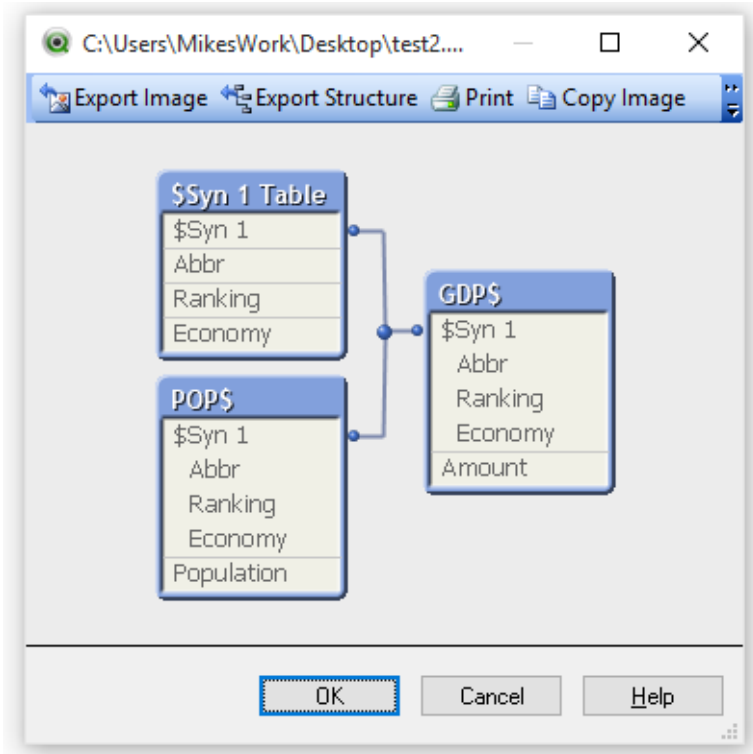 C:\Users\MikesWork\Desktop\test2....
Export Image Export Structure Print Copy Image
$Syn 1 Table
$Syn 1
Abbr
Ranking
Economy
POP$
$Syn 1
Abbr
Ranking
Economy
Population
GDP$
$Syn 1
Abbr
Ranking
Economy
Amount
OK Cancel Help